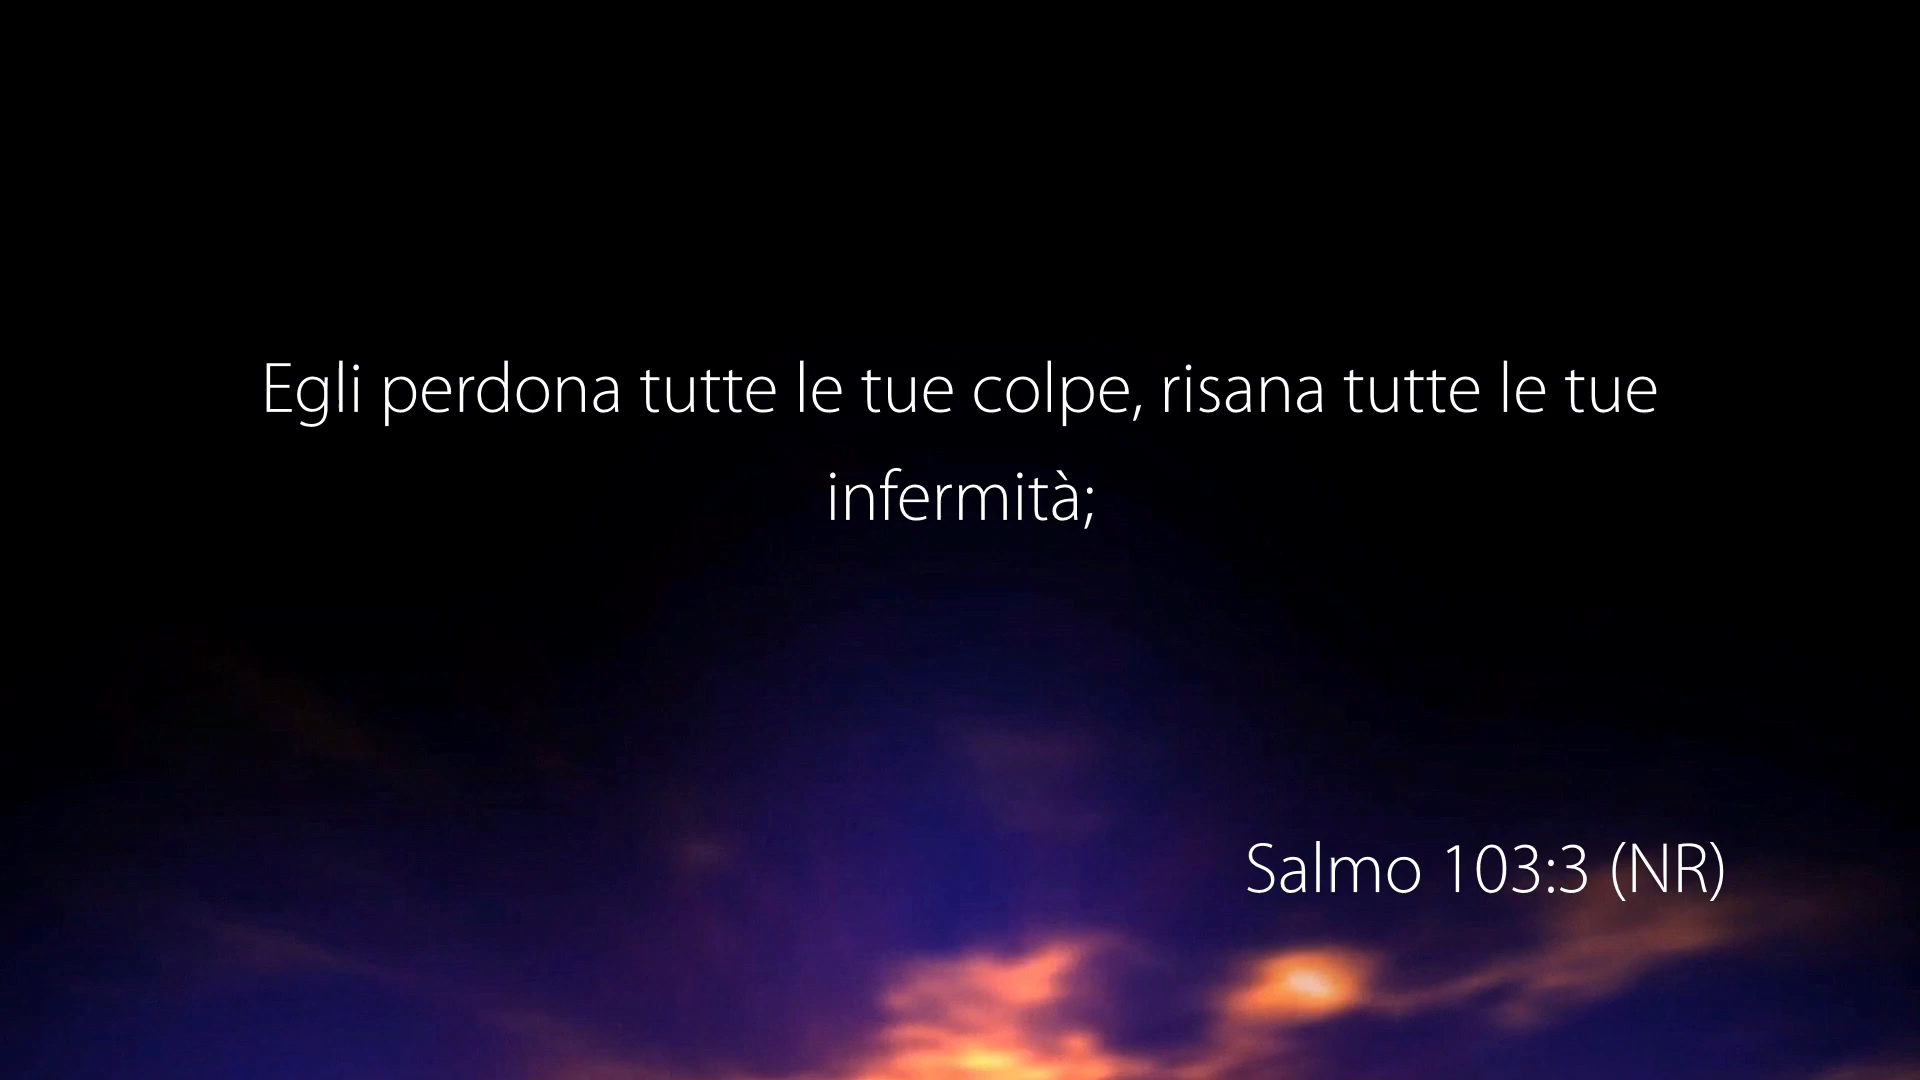 Egli perdona tutte le tue colpe, risana tutte le tue
infermità;
Salmo 103:3 (NR)